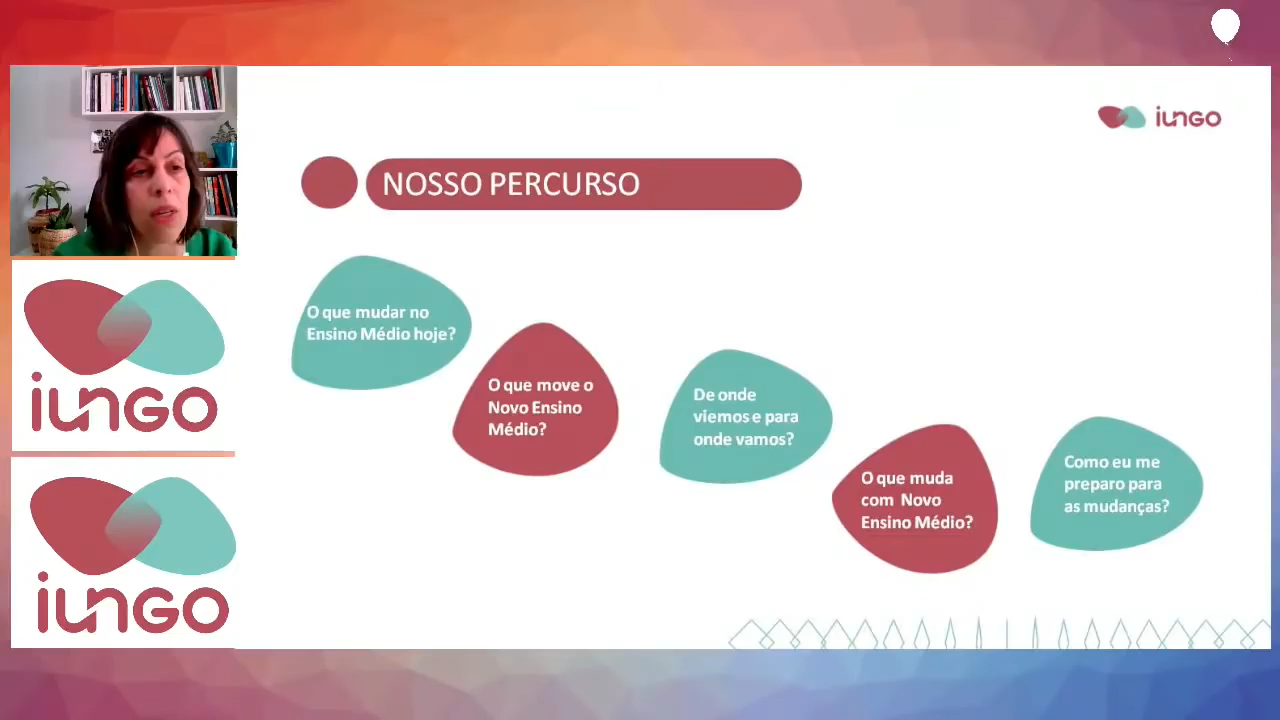 iungo
NOSSO PERCURSO
O que mudar no
Ensino Médio hoje?
O que move o
Novo Ensino
Médio?
De onde
viemos e para
onde vamos?
O que muda
com Novo
Ensino Médio?
Como eu me
preparo para
as mudanças?
iungo
iungo